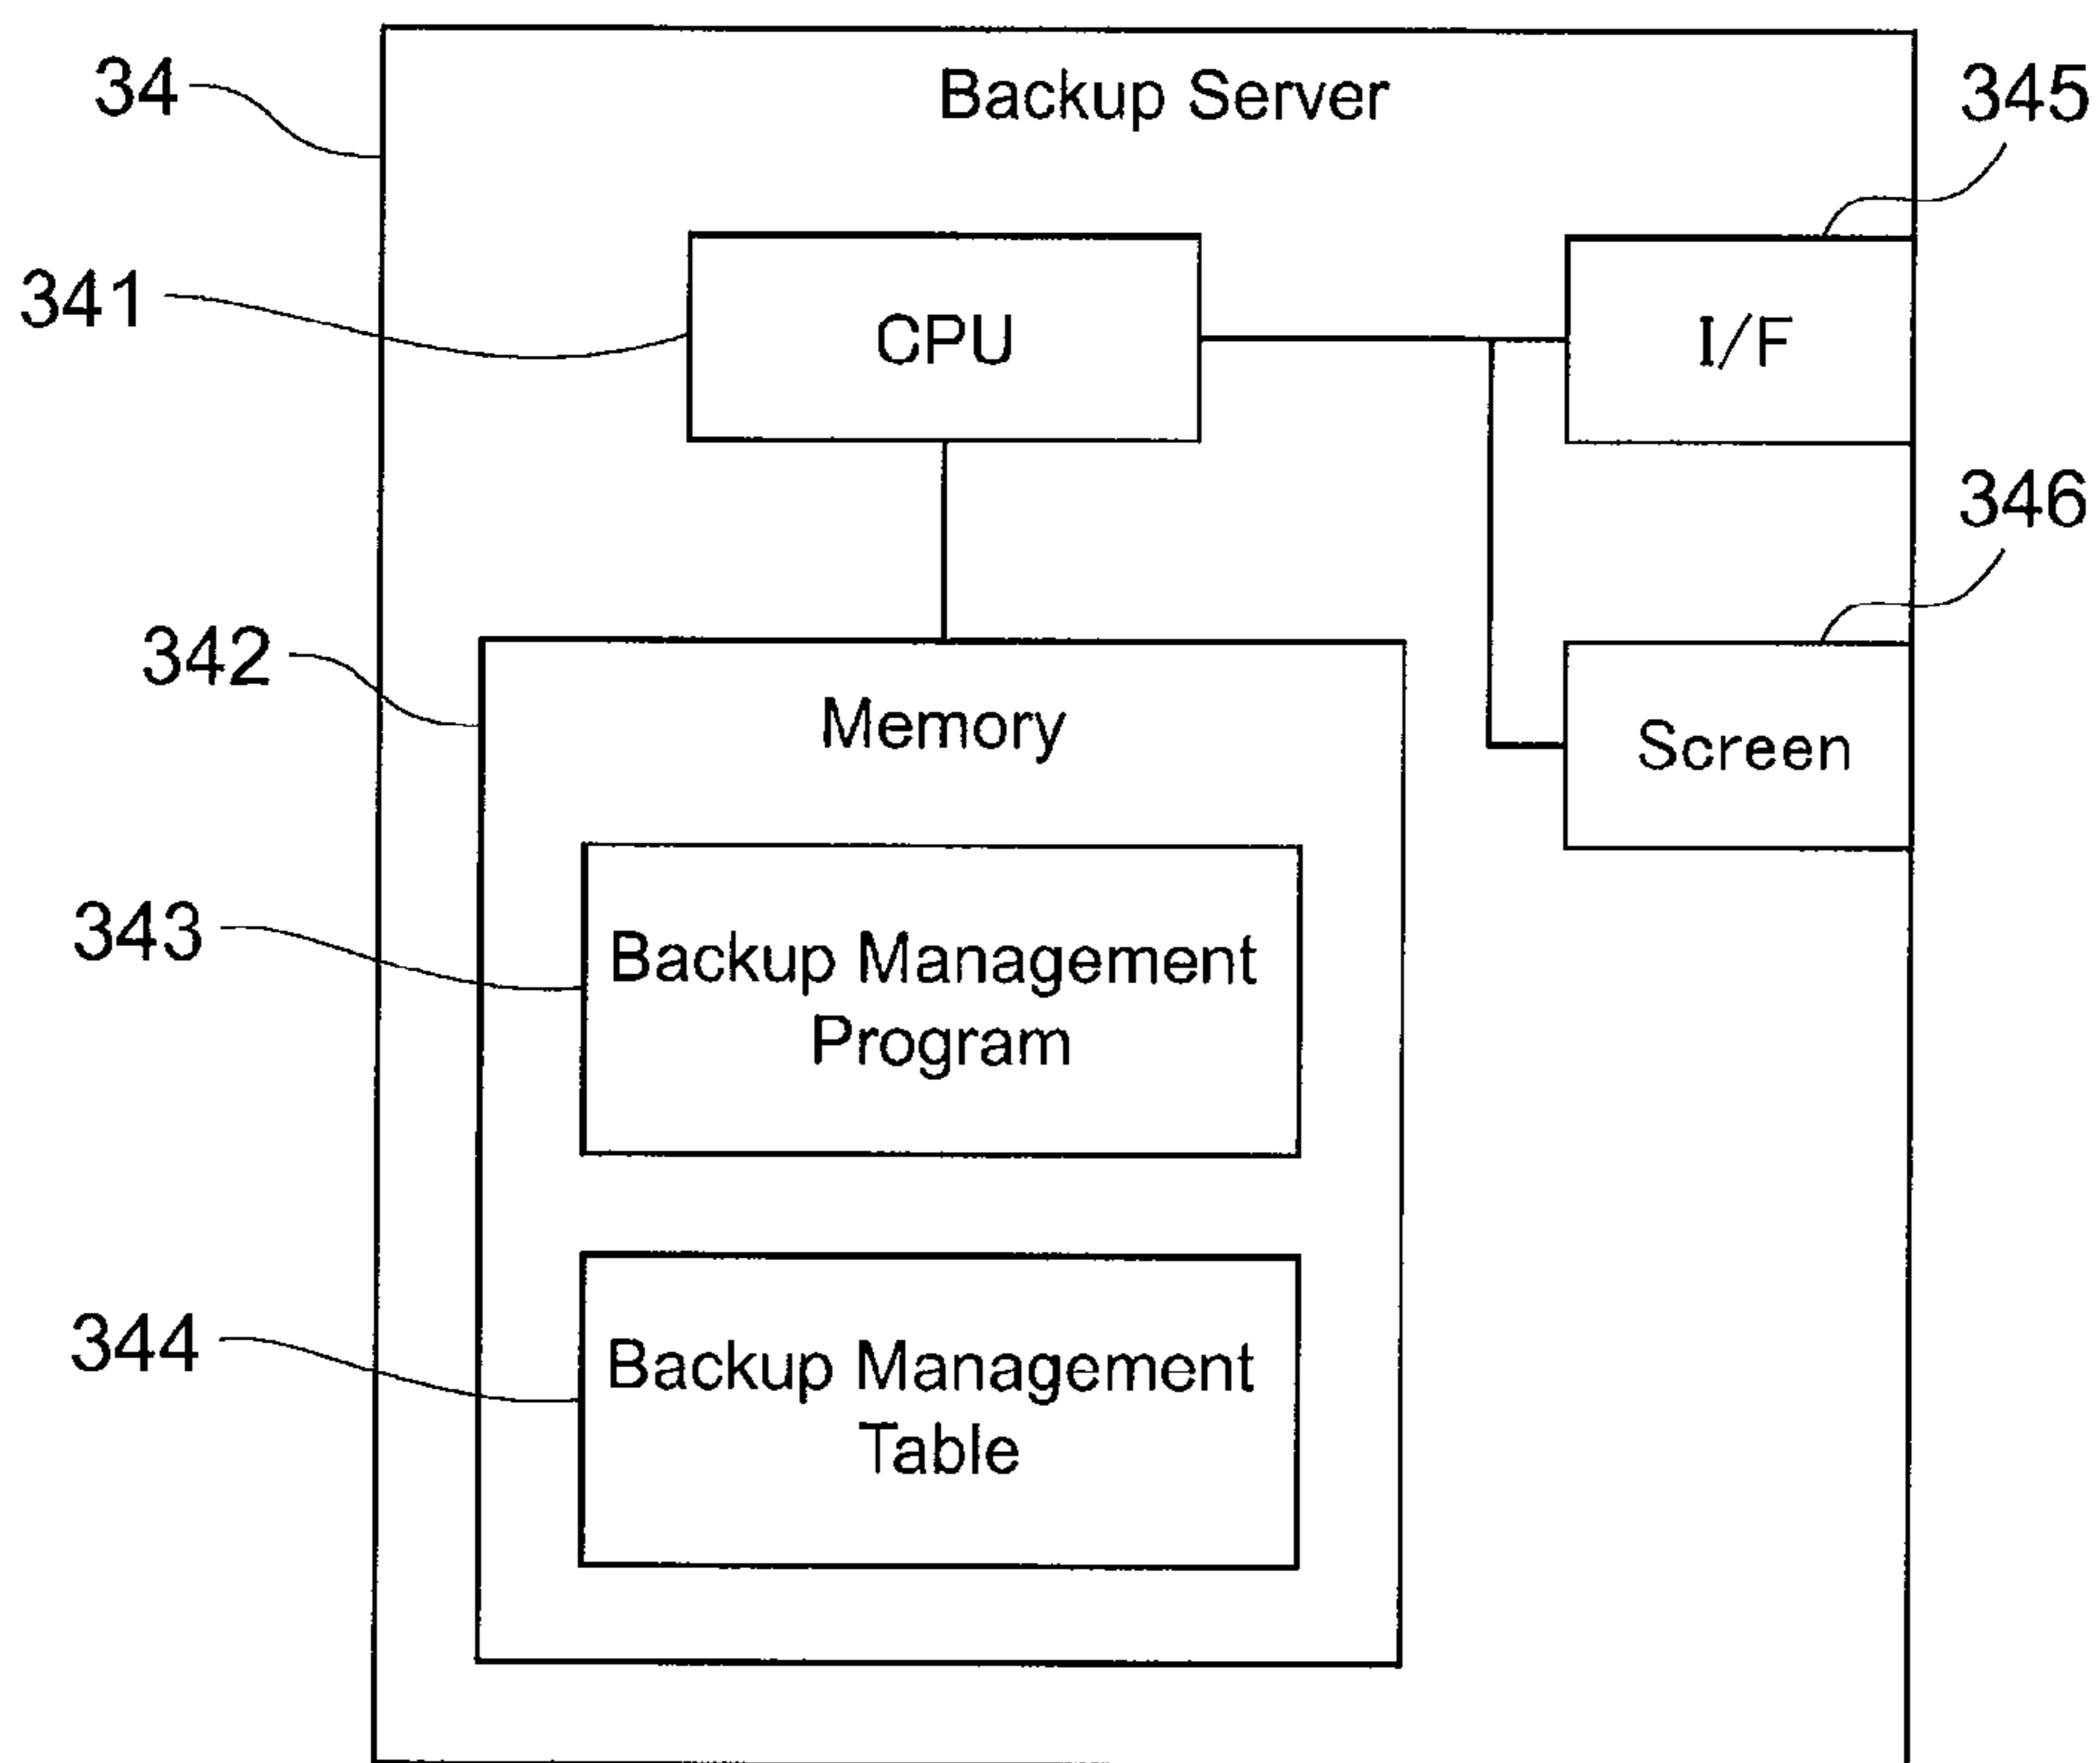 34
Backup Server
345
341
CPU
I/F
346
342
Memory
Screen
343
Backup Management
Program
344
Backup Management
Table